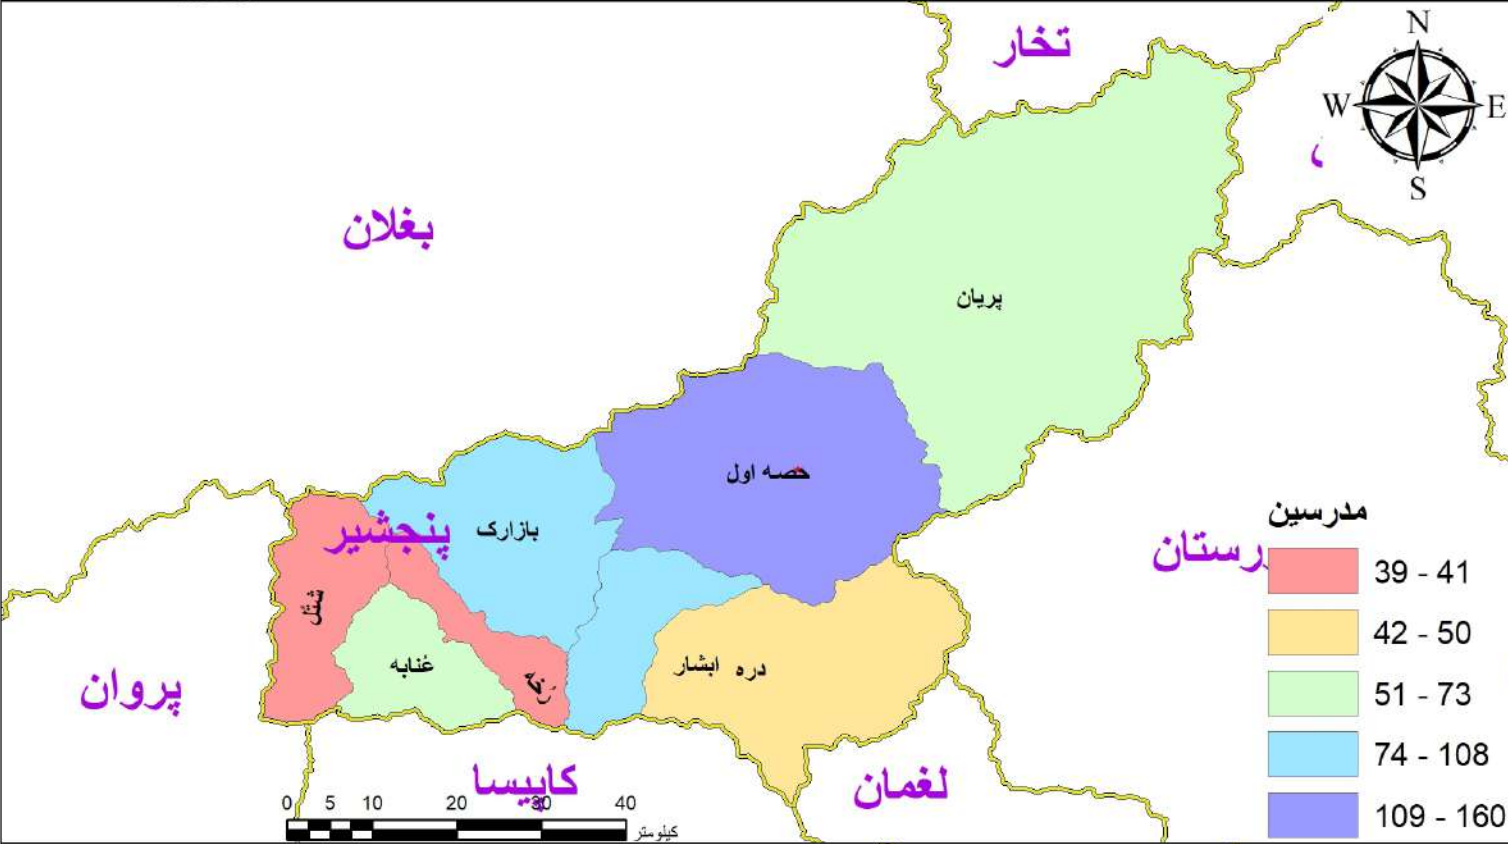 تخار
N
W
E
S
بغلان
پریان
حصه اول
بازارک
پنجشیر
شتل
غنابه
دره ابشار
پروان
کاپیسا
لغمان
رستان
مدرسین
39 - 41
42 - 50
51 - 73
74 - 108
109 - 160
0 5 10 20 30 40
کیلومتر